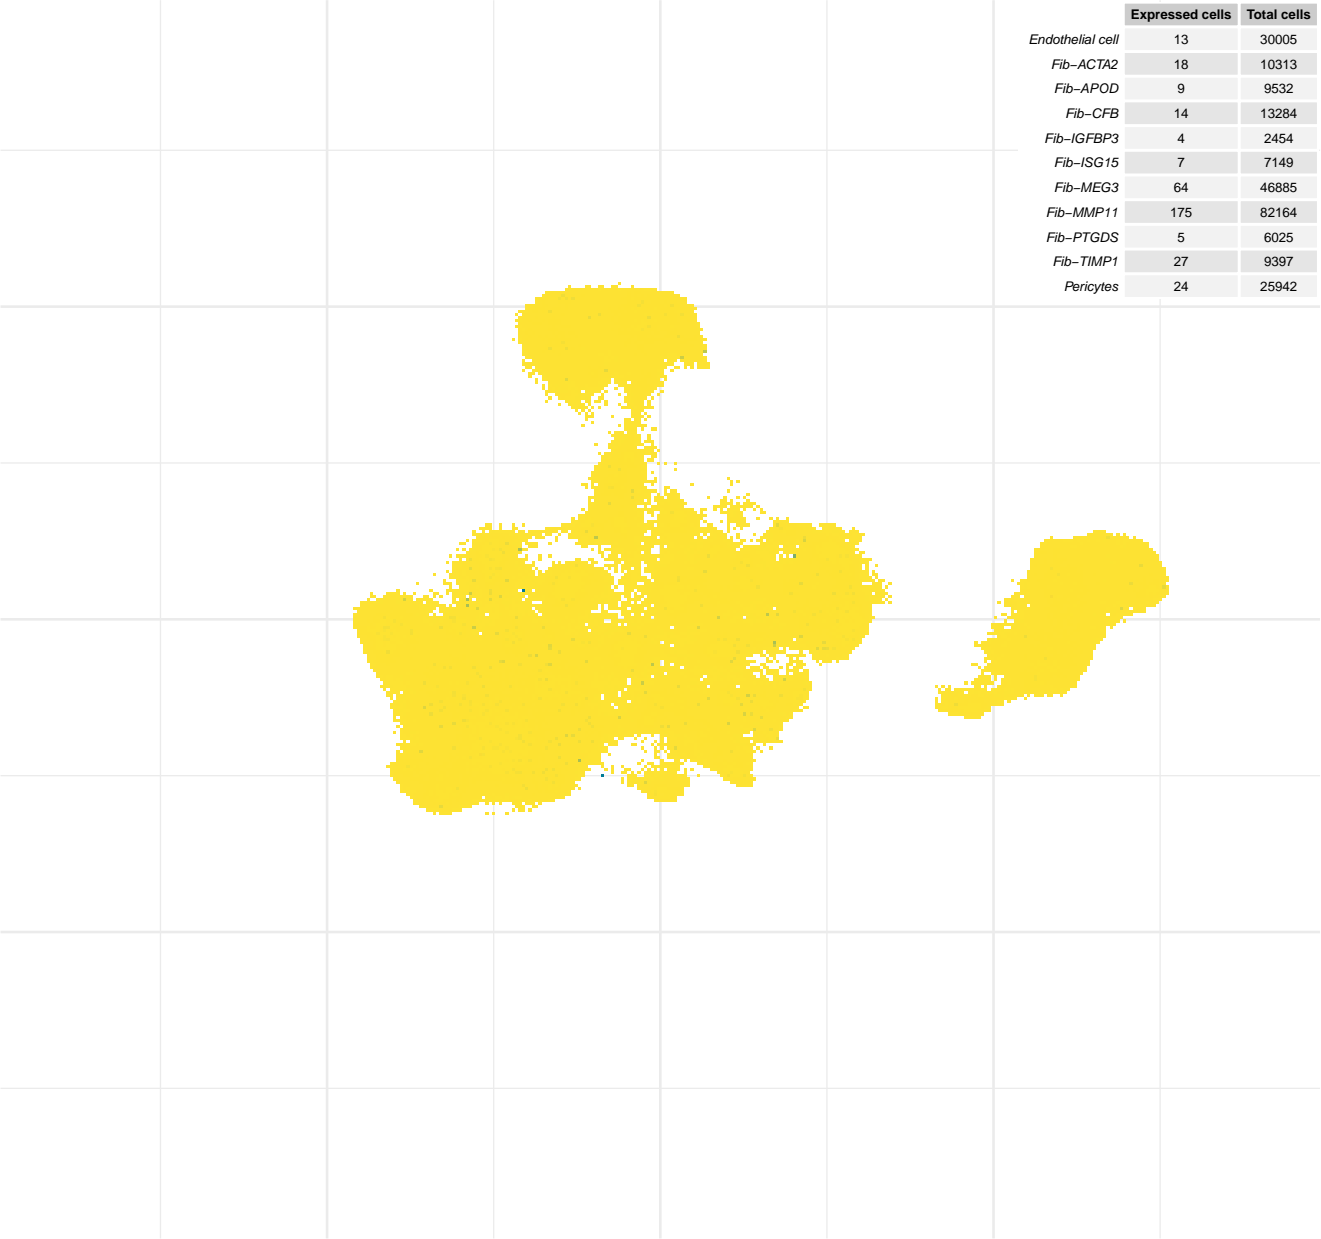 Expressed cells Total cells
Endothelial cell 13 30005
Fib−ACTA2 18 10313
Fib−APOD 9 9532
Fib−CFB 14 13284
Fib−IGFBP3 4 2454
Fib−ISG15 7 7149
Fib−MEG3 64 46885
Fib−MMP11 175 82164
Fib−PTGDS 5 6025
Fib−TIMP1 27 9397
Pericytes 24 25942